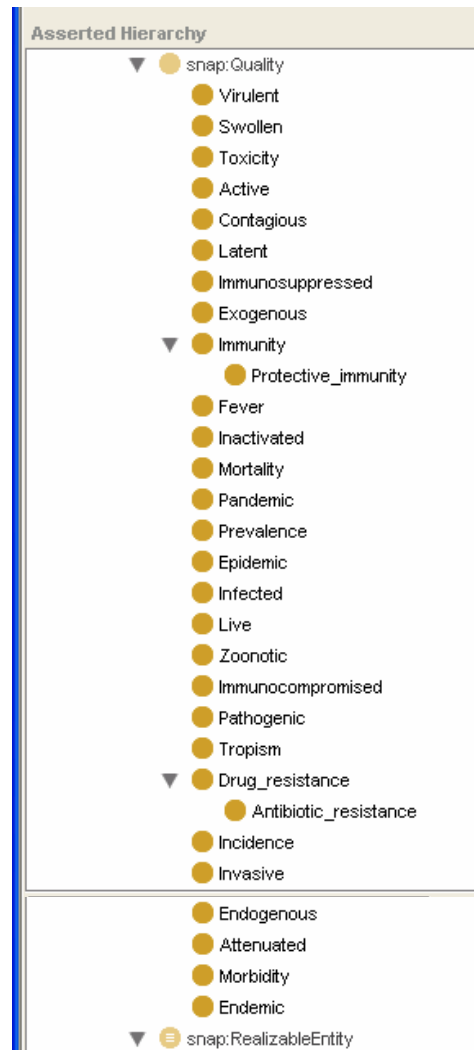 Asserted Hierarchy
snap:Quality
Virulent
Swollen
Toxicity
Active
Contagious
Latent
Immunosuppressed
Exogenous
Immunity
Protective_immunity
Fever
Inactivated
Mortality
Pandemic
Prevalence
Epidemic
Infected
Live
Zoonotic
Immunocompromised
Pathogenic
Tropism
Drug_resistance
Antibiotic_resistance
Incidence
Invasive
Endogenous
Attenuated
Morbidity
Endemic
snap:RealizableEntity